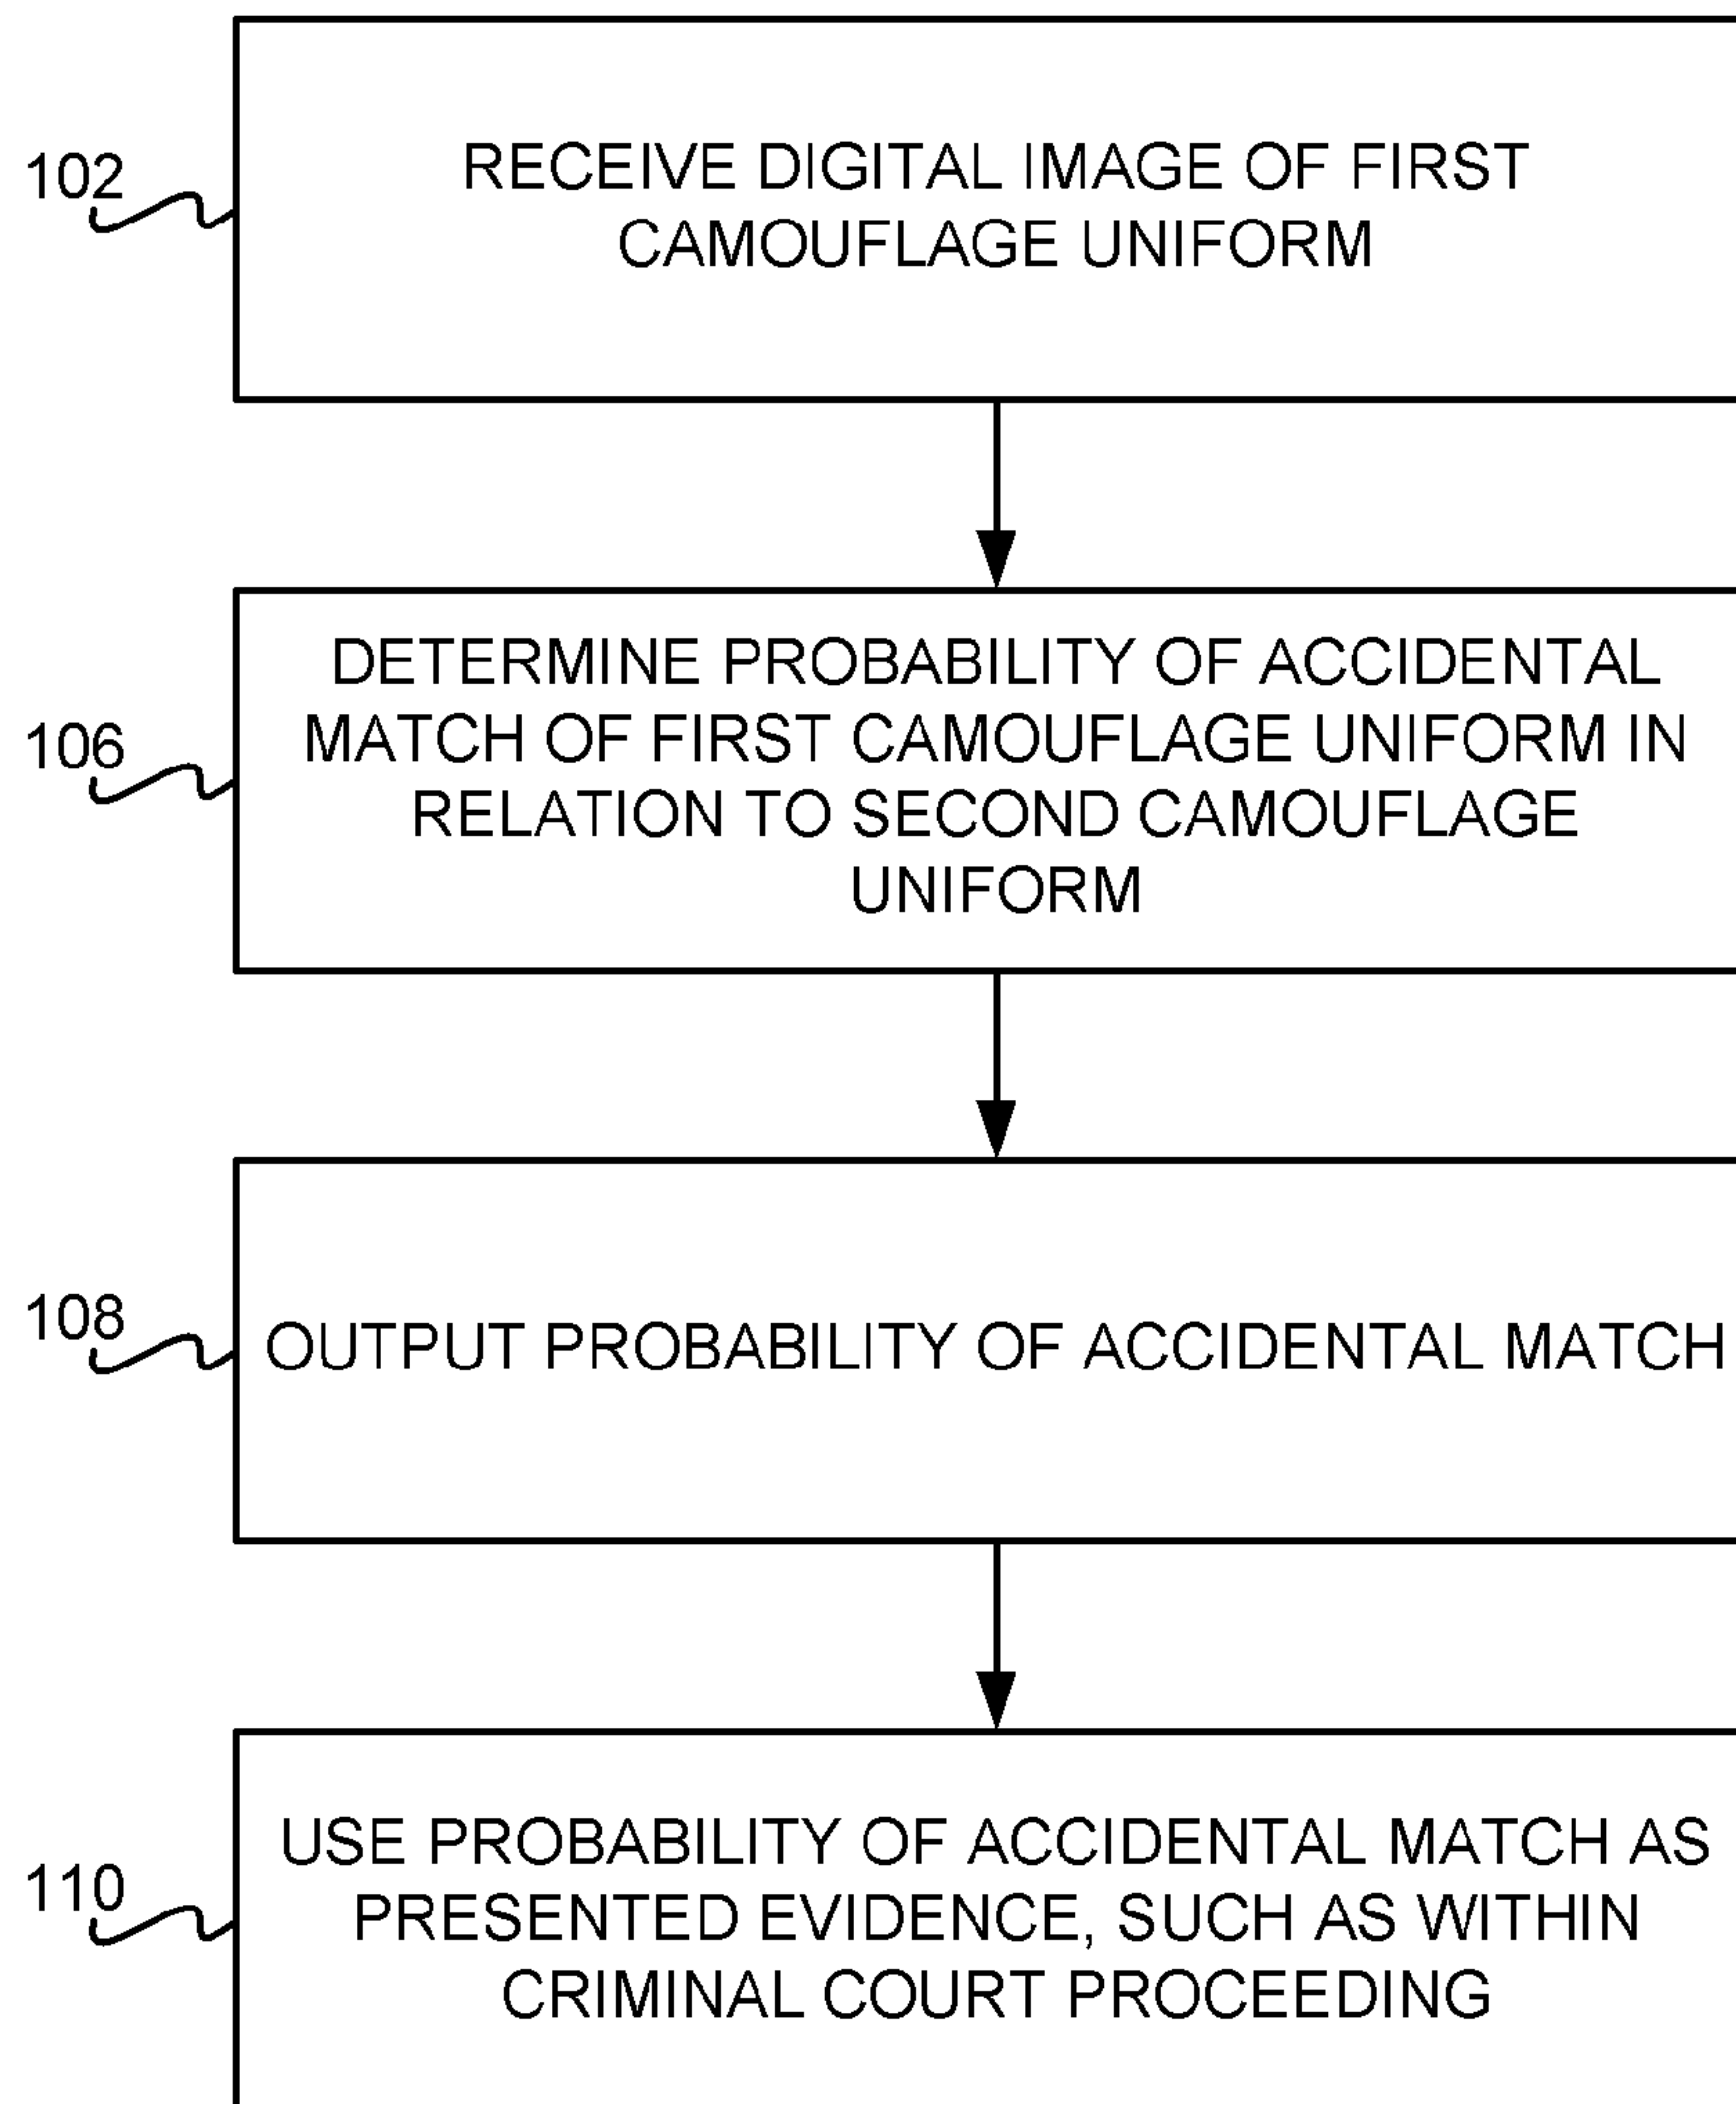 102
RECEIVE DIGITAL IMAGE OF FIRST
CAMOUFLAGE UNIFORM
106
DETERMINE PROBABILITY OF ACCIDENTAL
MATCH OF FIRST CAMOUFLAGE UNIFORM IN
RELATION TO SECOND CAMOUFLAGE
UNIFORM
108
OUTPUT PROBABILITY OF ACCIDENTAL MATCH
110
USE PROBABILITY OF ACCIDENTAL MATCH AS
PRESENTED EVIDENCE, SUCH AS WITHIN
CRIMINAL COURT PROCEEDING